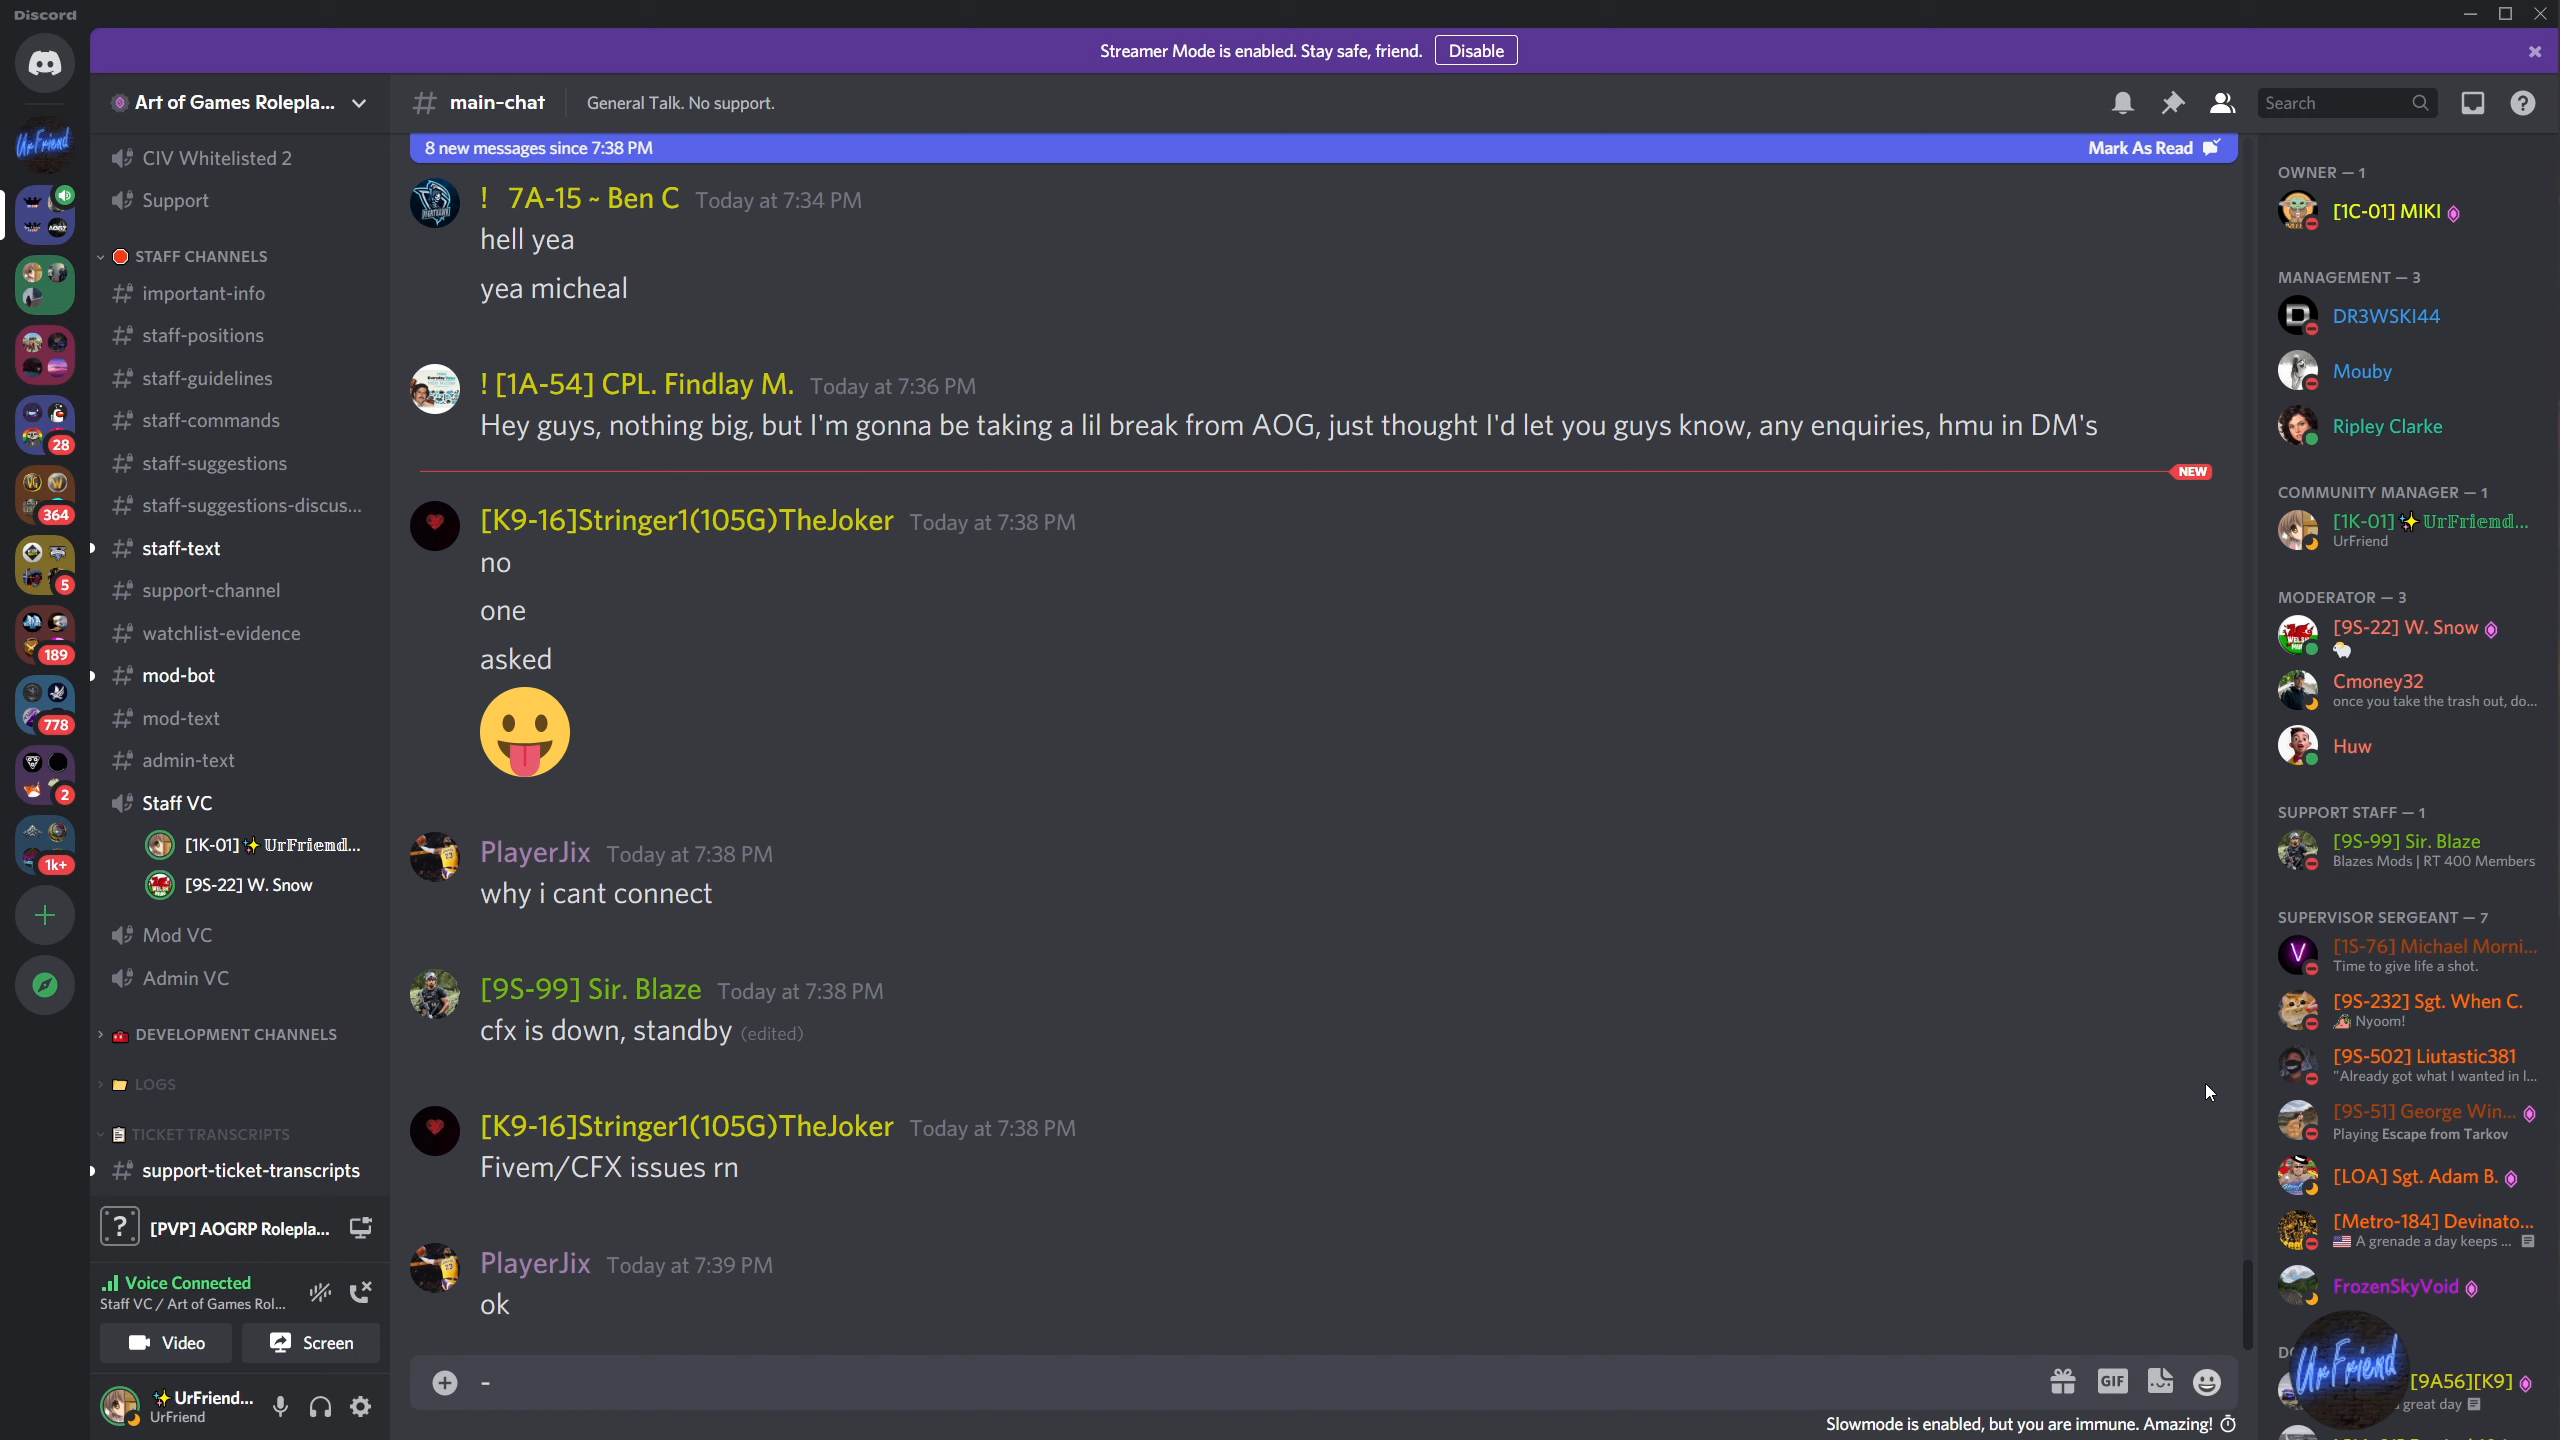 Discord
Streamer Mode is enabled. Stay safe, friend. Disable
Art of Games Rolepla...
CIV Whitelisted 2
Support
STAFF CHANNELS
important-info
staff-positions
staff-guidelines
staff-commands
staff-suggestions
staff-suggestions-discus...
staff-text
support-channel
watchlist-evidence
mod-bot
mod-text
admin-text
Staff VC
[1K-01]✨ 𝕌𝕣𝔽𝕣𝕚𝕖𝕟𝕕...
[9S-22] W. Snow
Mod VC
Admin VC
DEVELOPMENT CHANNELS
LOGS
TICKET TRANSCRIPTS
support-ticket-transcripts
[PVP] AOGRP Rolepla...
Voice Connected
Staff VC / Art of Games Rol...
Video
Screen
✨ UrFriend...
UrFriend
UrFriend
28
364
5
189
778
2
1k+
# main-chat
General Talk. No support.
Search
8 new messages since 7:38 PM
Mark As Read
! 7A-15 ~ Ben C Today at 7:34 PM
hell yea
yea micheal
! [1A-54] CPL. Findlay M. Today at 7:36 PM
Hey guys, nothing big, but I'm gonna be taking a lil break from AOG, just thought I'd let you guys know, any enquiries, hmu in DM's
NEW
[K9-16]Stringer1(105G)TheJoker Today at 7:38 PM
no
one
asked
PlayerJix Today at 7:38 PM
why i cant connect
[9S-99] Sir. Blaze Today at 7:38 PM
cfx is down, standby (edited)
[K9-16]Stringer1(105G)TheJoker Today at 7:38 PM
Fivem/CFX issues rn
PlayerJix Today at 7:39 PM
ok
-
GIF
Slowmode is enabled, but you are immune. Amazing!
OWNER — 1
[1C-01] MIKI
MANAGEMENT — 3
DR3WSKI44
Mouby
Ripley Clarke
COMMUNITY MANAGER — 1
[1K-01]✨ 𝕌𝕣𝔽𝕣𝕚𝕖𝕟𝕕...
UrFriend
MODERATOR — 3
[9S-22] W. Snow
Cmoney32
once you take the trash out, do...
Huw
SUPPORT STAFF — 1
[9S-99] Sir. Blaze
Blazes Mods | RT 400 Members
SUPERVISOR SERGEANT — 7
[1S-76] Michael Morni...
Time to give life a shot.
[9S-232] Sgt. When C.
Nyoom!
[9S-502] Liutastic381
"Already got what I wanted in l...
[9S-51] George Win...
Playing Escape from Tarkov
[LOA] Sgt. Adam B.
[Metro-184] Devinato...
A grenade a day keeps ...
FrozenSkyVoid
UrFriend
[9A56][K9]
great day